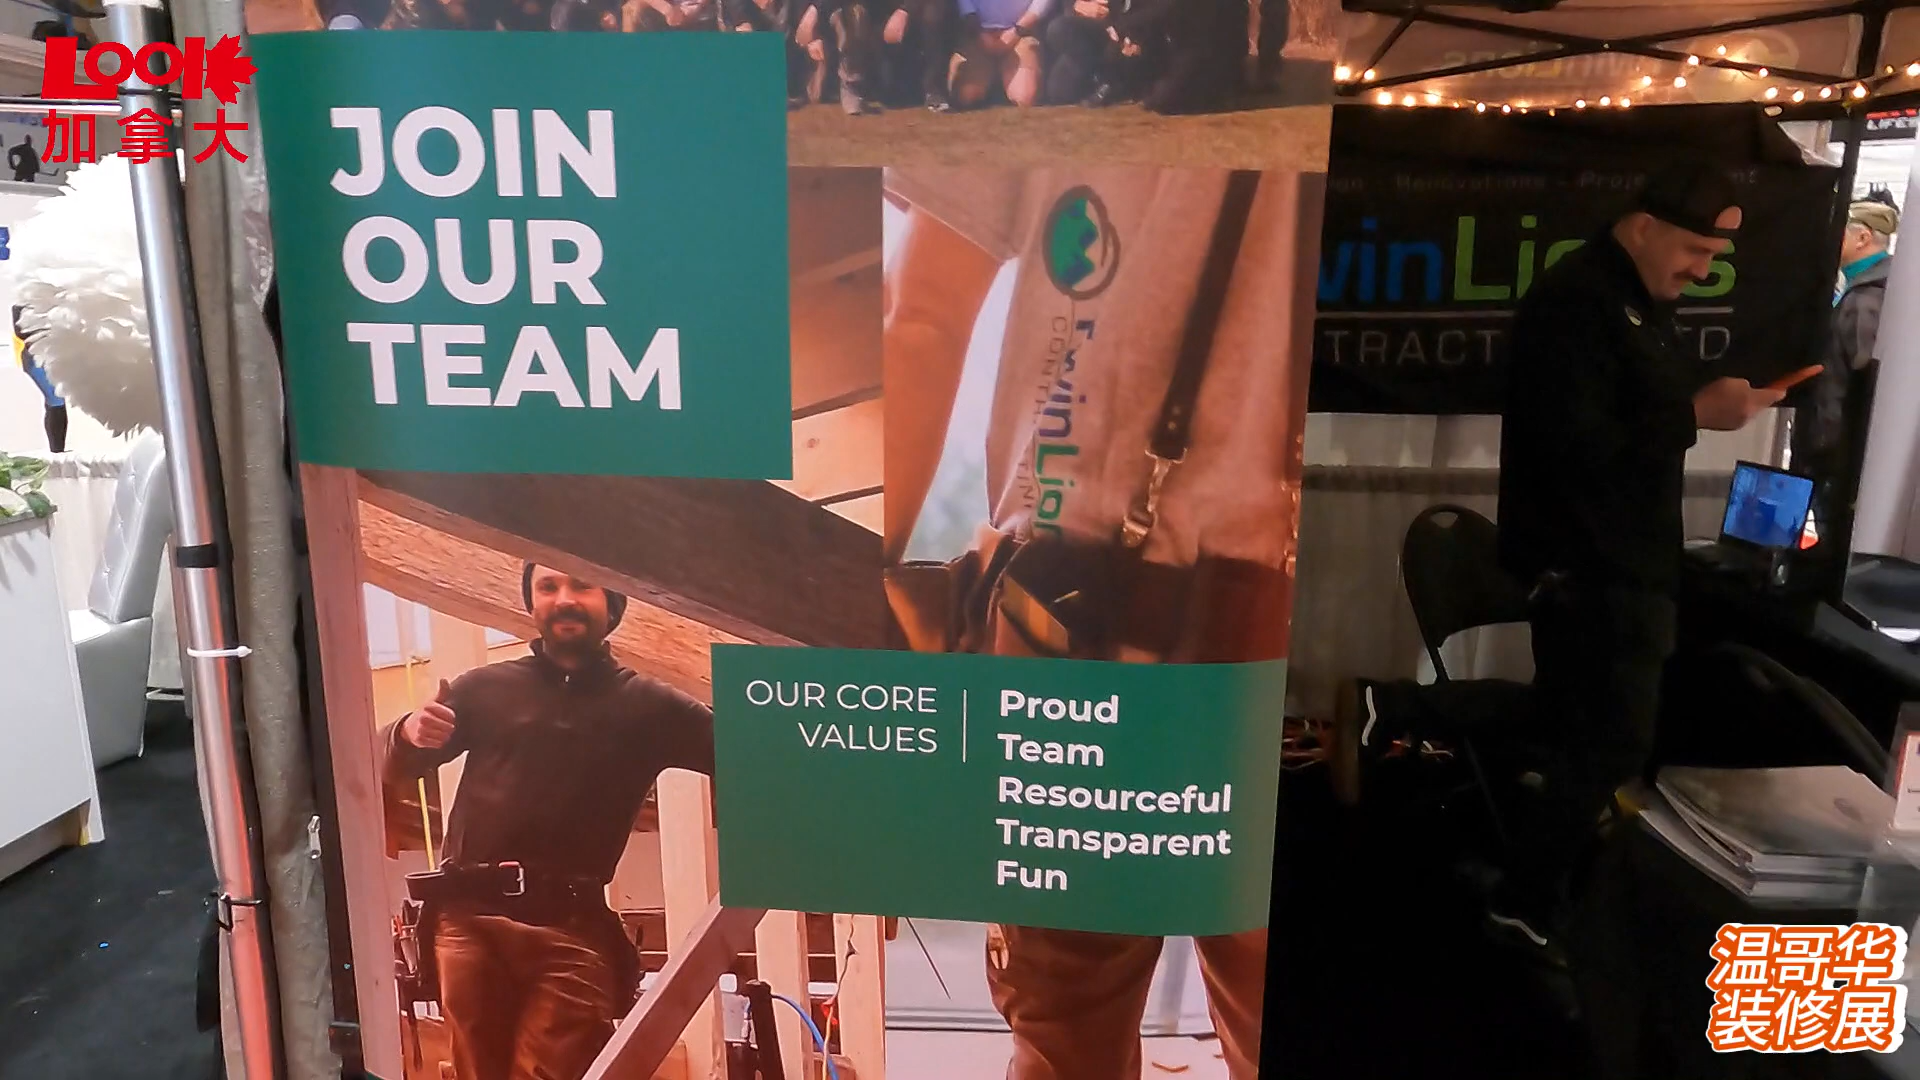 LOOK
加拿大
JOIN
OUR
TEAM
OUR CORE
VALUES
Proud
Team
Resourceful
Transparent
Fun
Renovations
温哥华
装修展